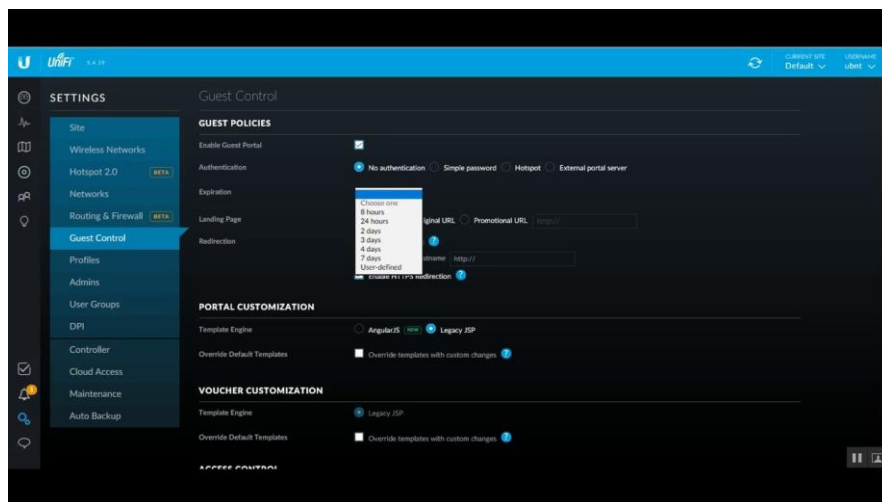 UniFi 5.4.19
CURRENT SITE
Default
USERNAME
ubnt
SETTINGS
Site
Wireless Networks
Hotspot 2.0 BETA
Networks
Routing & Firewall BETA
Guest Control
Profiles
Admins
User Groups
DPI
Controller
Cloud Access
Maintenance
Auto Backup
Guest Control
GUEST POLICIES
Enable Guest Portal
Authentication No authentication Simple password Hotspot External portal server
Expiration
Choose one
8 hours
24 hours
2 days
3 days
4 days
7 days
User-defined
Landing Page iginal URL Promotional URL http://
Redirection ?
stname http://
Enable HTTPS Redirection ?
PORTAL CUSTOMIZATION
Template Engine AngularJS NEW Legacy JSP
Override Default Templates Override templates with custom changes ?
VOUCHER CUSTOMIZATION
Template Engine Legacy JSP
Override Default Templates Override templates with custom changes ?
ACCESS CONTROL